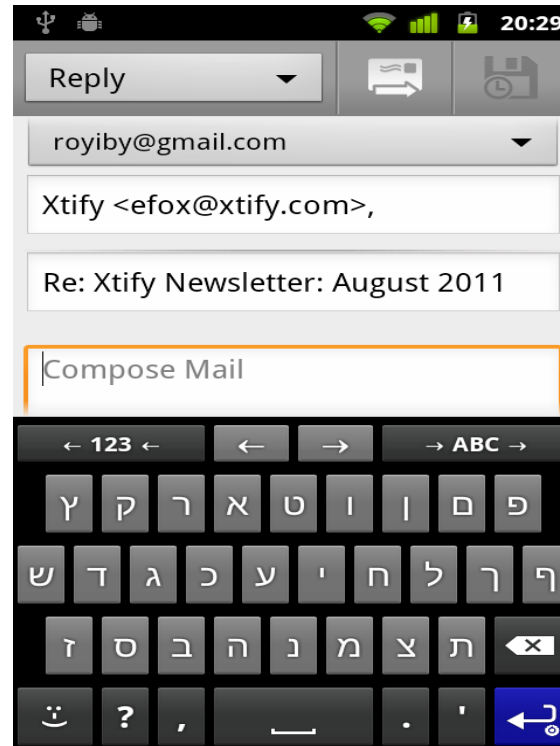 20:29
Reply
royiby@gmail.com
Xtify <efox@xtify.com>,
Re: Xtify Newsletter: August 2011
Compose Mail
← 123 ← ← → → ABC →
ץ ק ר א ט ו ן ם פ
ש ד ג כ ע י ח ל ך ף
ז ס ב ה נ מ צ ת
? , . '